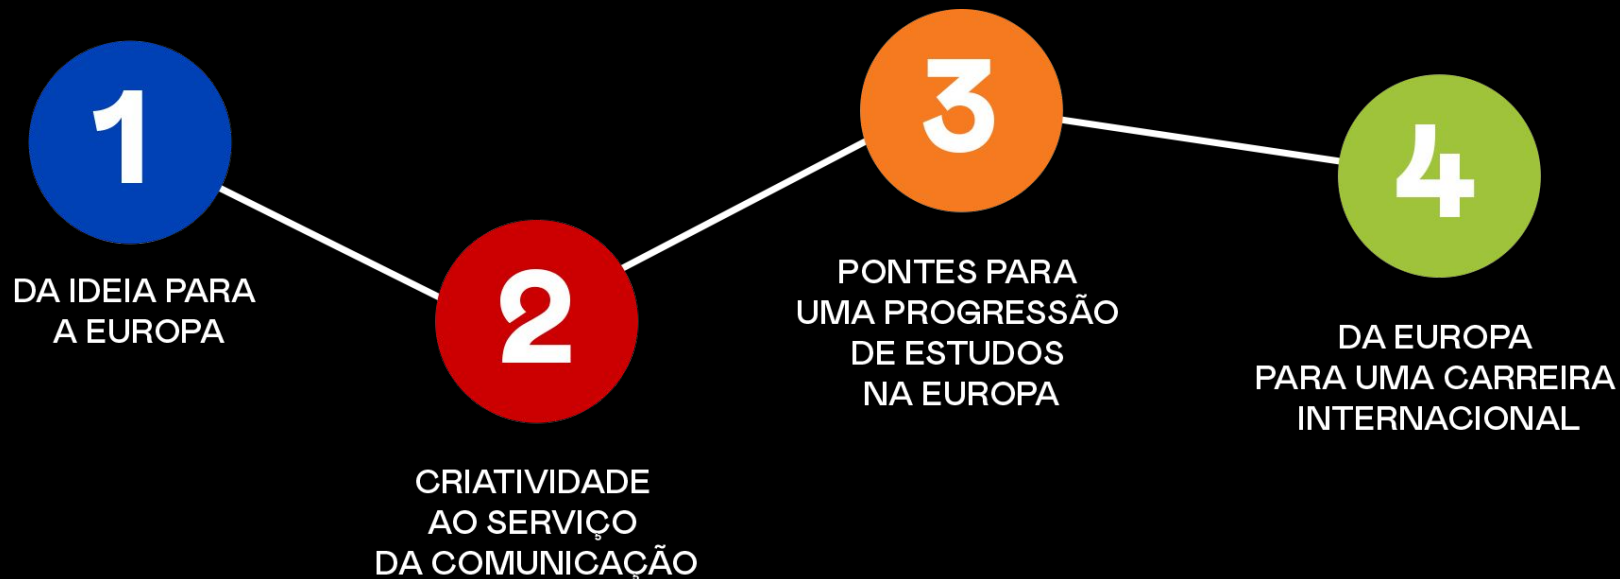 1
DA IDEIA PARA
A EUROPA
2
CRIATIVIDADE
AO SERVIÇO
DA COMUNICAÇÃO
3
PONTES PARA
UMA PROGRESSÃO
DE ESTUDOS
NA EUROPA
4
DA EUROPA
PARA UMA CARREIRA
INTERNACIONAL